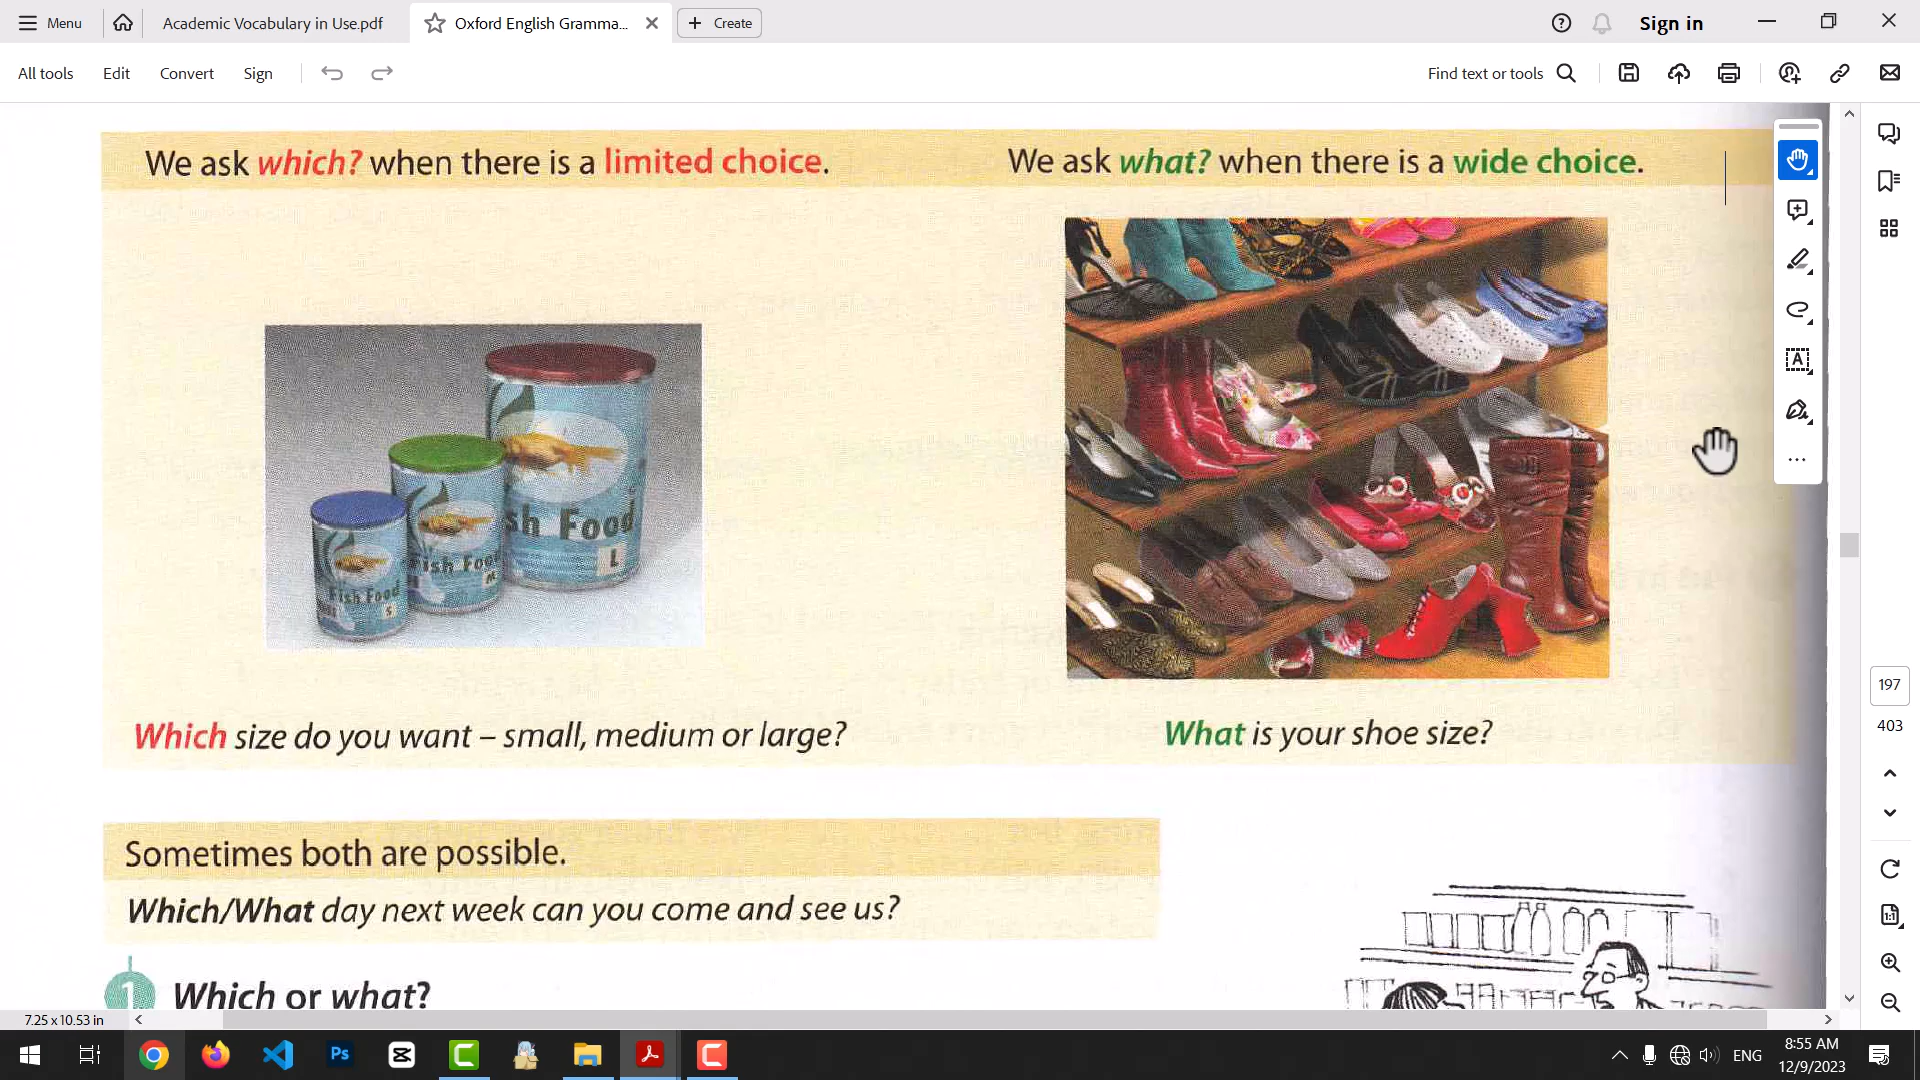 Menu
Academic Vocabulary in Use.pdf
Oxford English Gramma...
Create
Sign in
All tools
Edit
Convert
Sign
Find text or tools
We ask which? when there is a limited choice.
We ask what? when there is a wide choice.
Fish Food
S
Fish Food
M
sh Food
L
Which size do you want – small, medium or large?
What is your shoe size?
Sometimes both are possible.
Which/What day next week can you come and see us?
1 Which or what?
197
403
7.25 x 10.53 in
ENG
8:55 AM
12/9/2023